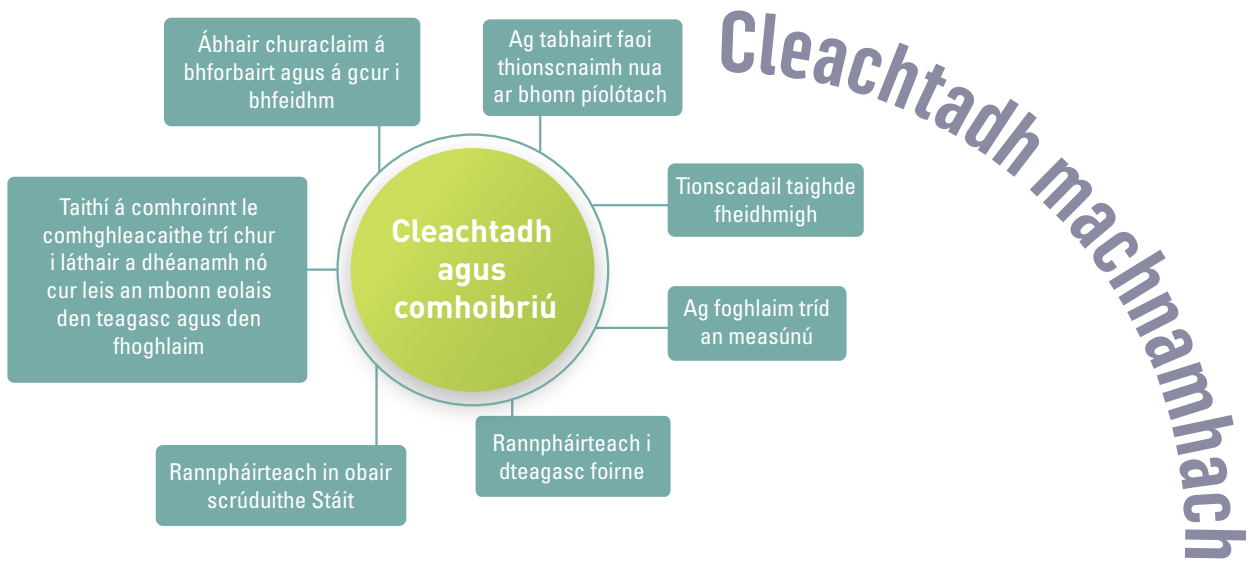 Ábhair churaclaim á
bhforbairt agus á gcur i
bhfeidhm
Ag tabhairt faoi
thionscnaimh nua
ar bhonn píolótach
Cleachtadh machnamhach
Taithí á comhroinnt le
comhghleacaithe trí chur
i láthair a dhéanamh nó
cur leis an mbonn eolais
den teagasc agus den
fhoghlaim
Cleachtadh
agus
comhoibriú
Tionscadail taighde
fheidhmigh
Ag foghlaim tríd
an measúnú
Rannpháirteach in obair
scrúduithe Stáit
Rannpháirteach i
dteagasc foirne